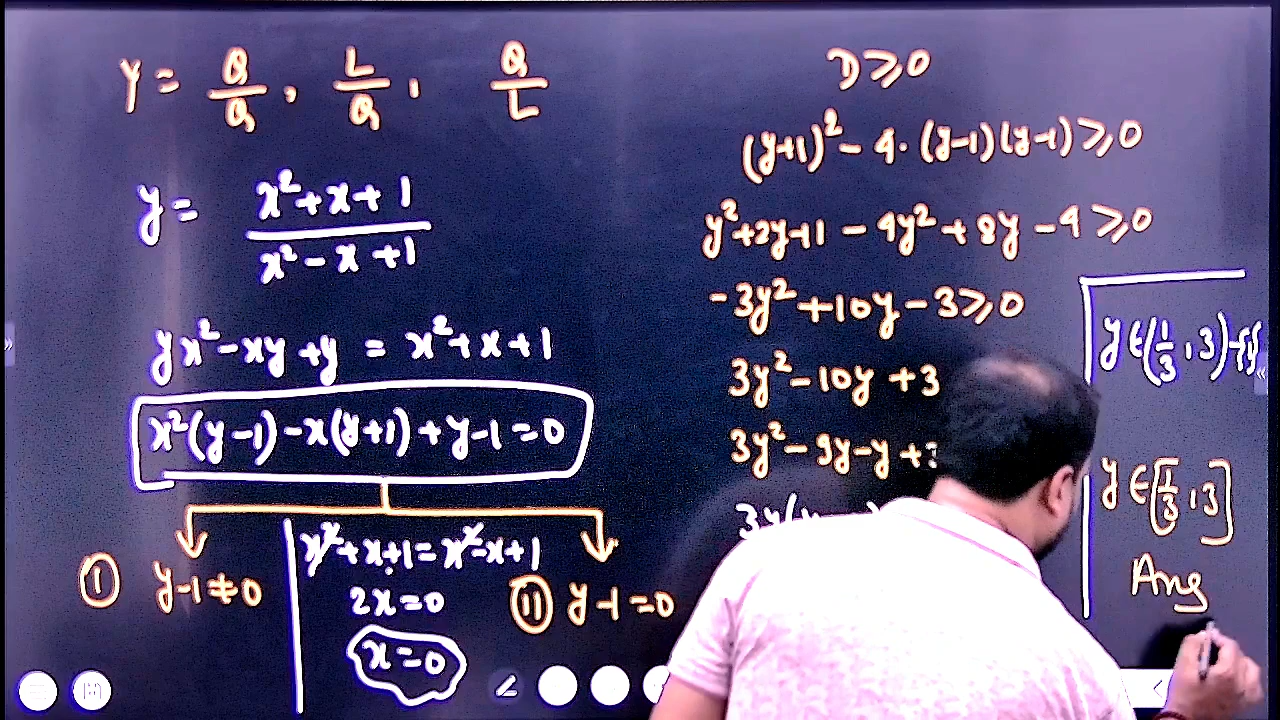 y = Q/Q , L/Q , Q/L
y = (x²+x+1)/(x²-x+1)
yx²-xy+y = x²+x+1
x²(y-1)-x(y+1)+y-1=0
I y-1≠0
x²+x+1=x²-x+1
2x=0
x=0
II y-1=0
D≥0
(y+1)²-4·(y-1)(y-1)≥0
y²+2y+1-4y²+8y-4≥0
-3y²+10y-3≥0
3y²-10y+3
3y²-9y-y+3
3y(y
y∈(1/3,3)-{1}
y∈[1/3,3]
Ans